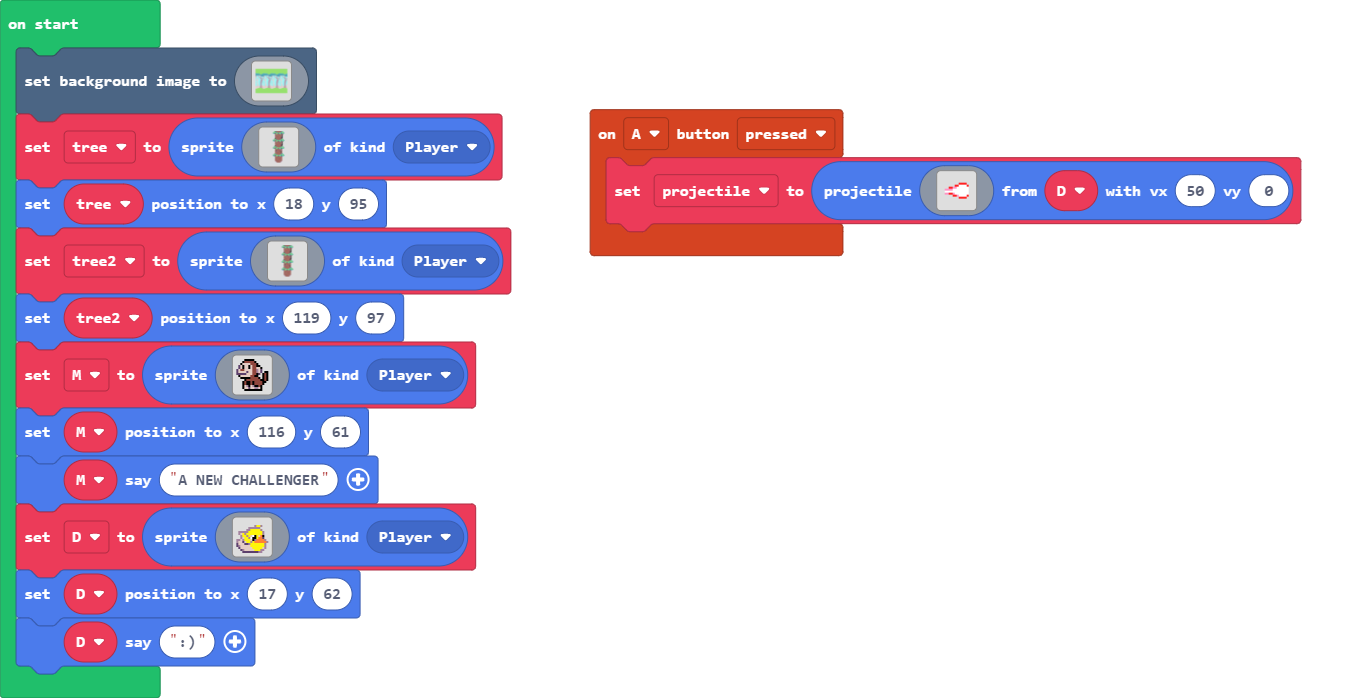 on start
set background image to
set tree to sprite of kind Player
set tree position to x 18 y 95
set tree2 to sprite of kind Player
set tree2 position to x 119 y 97
set M to sprite of kind Player
set M position to x 116 y 61
M say "A NEW CHALLENGER"
set D to sprite of kind Player
set D position to x 17 y 62
D say ":)"
on A button pressed
set projectile to projectile from D with vx 50 vy 0